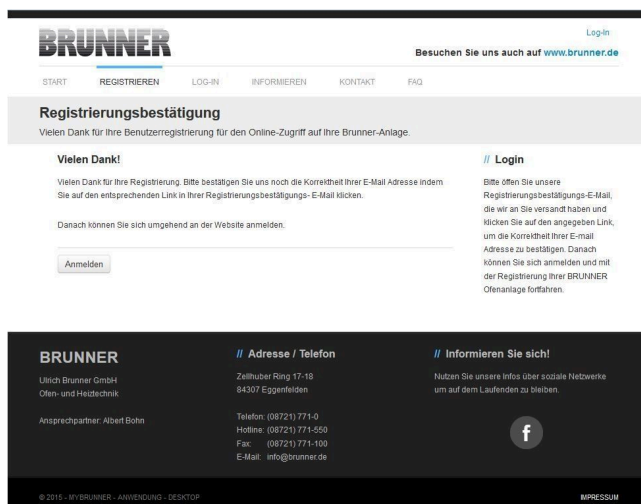 BRUNNER
Log-In
Besuchen Sie uns auch auf www.brunner.de
START REGISTRIEREN LOG-IN INFORMIEREN KONTAKT FAQ
Registrierungsbestätigung
Vielen Dank für Ihre Benutzerregistrierung für den Online-Zugriff auf Ihre Brunner-Anlage.
Vielen Dank!
Vielen Dank für Ihre Registrierung. Bitte bestätigen Sie uns noch die Korrektheit Ihrer E-Mail Adresse indem
Sie auf den entsprechenden Link in Ihrer Registrierungsbestätigungs- E-Mail klicken.
Danach können Sie sich umgehend an der Website anmelden.
Anmelden
// Login
Bitte öffen Sie unsere
Registrierungsbestätigungs-E-Mail,
die wir an Sie versandt haben und
klicken Sie auf den angegeben Link,
um die Korrektheit Ihrer E-mail
Adresse zu bestätigen. Danach
können Sie sich anmelden und mit
der Registrierung Ihrer BRUNNER
Ofenanlage fortfahren.
BRUNNER
Ulrich Brunner GmbH
Ofen- und Heiztechnik
Ansprechpartner: Albert Bohn
// Adresse / Telefon
Zellhuber Ring 17-18
84307 Eggenfelden
Telefon: (08721) 771-0
Hotline: (08721) 771-550
Fax: (08721) 771-100
E-Mail: info@brunner.de
// Informieren Sie sich!
Nutzen Sie unsere Infos über soziale Netzwerke
um auf dem Laufenden zu bleiben.
f
© 2015 - MYBRUNNER - ANWENDUNG - DESKTOP
IMPRESSUM